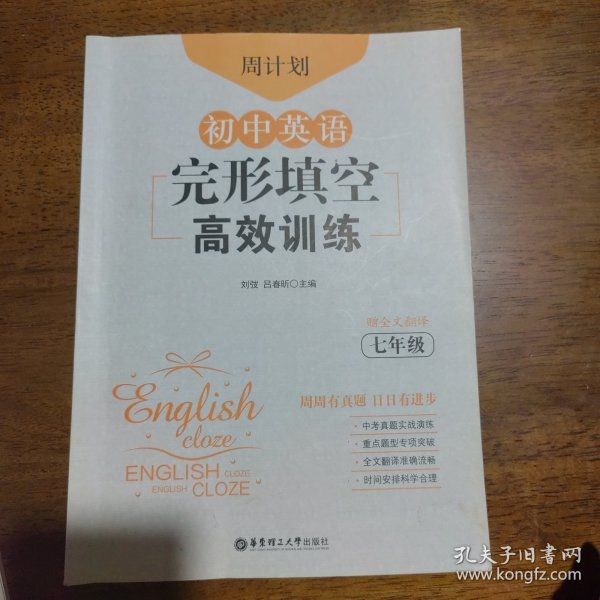 周计划
初中英语
完形填空
高效训练
刘弢 吕春昕◎主编
赠全文翻译
七年级
周周有真题 日日有进步
·中考真题实战演练
·重点题型专项突破
·全文翻译准确流畅
·时间安排科学合理
English
cloze
ENGLISH CLOZE
ENGLISH CLOZE
华东理工大学出版社
孔夫子旧书网
www.kongfz.com